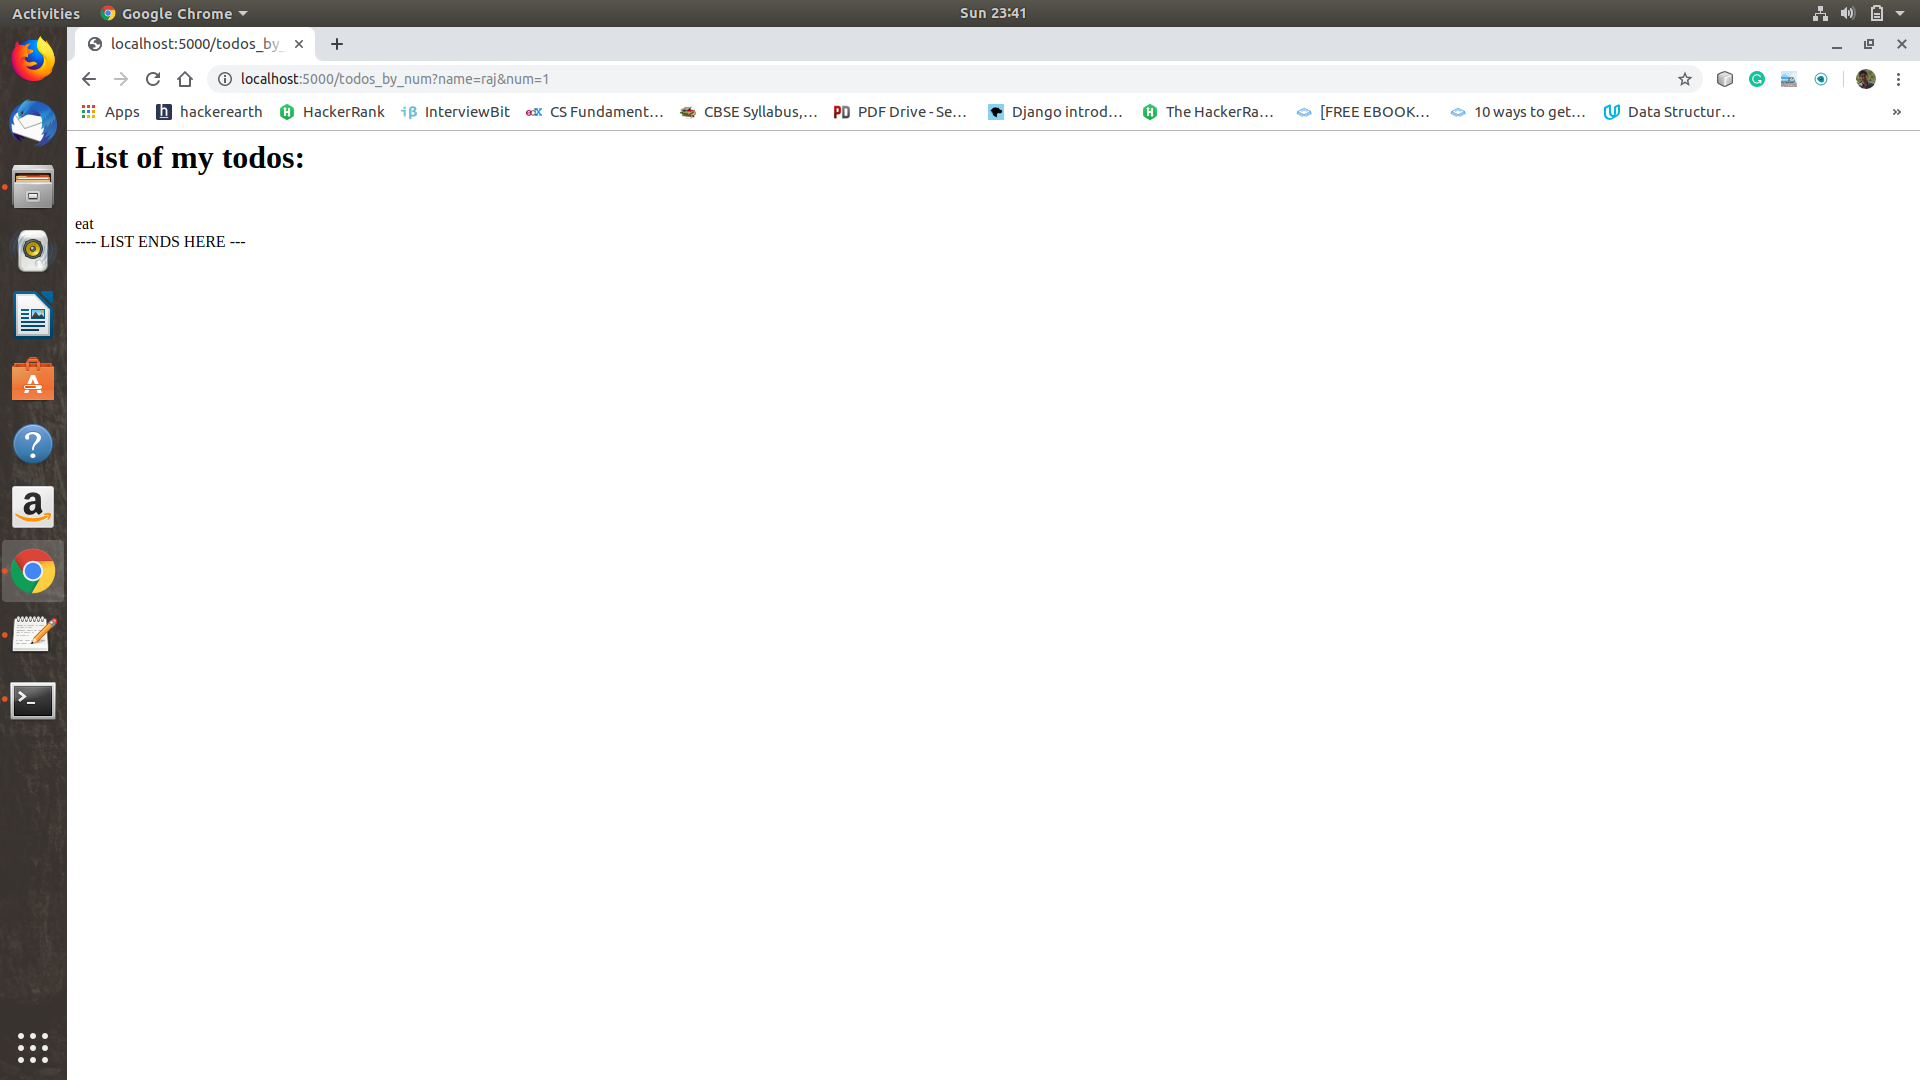 Activities
Google Chrome
Sun 23:41
localhost:5000/todos_by_
localhost:5000/todos_by_num?name=raj&num=1
Apps
hackerearth
HackerRank
InterviewBit
CS Fundament…
CBSE Syllabus,…
PDF Drive - Se…
Django introd…
The HackerRa…
[FREE EBOOK…
10 ways to get…
Data Structur…
»
List of my todos:
eat
---- LIST ENDS HERE ---